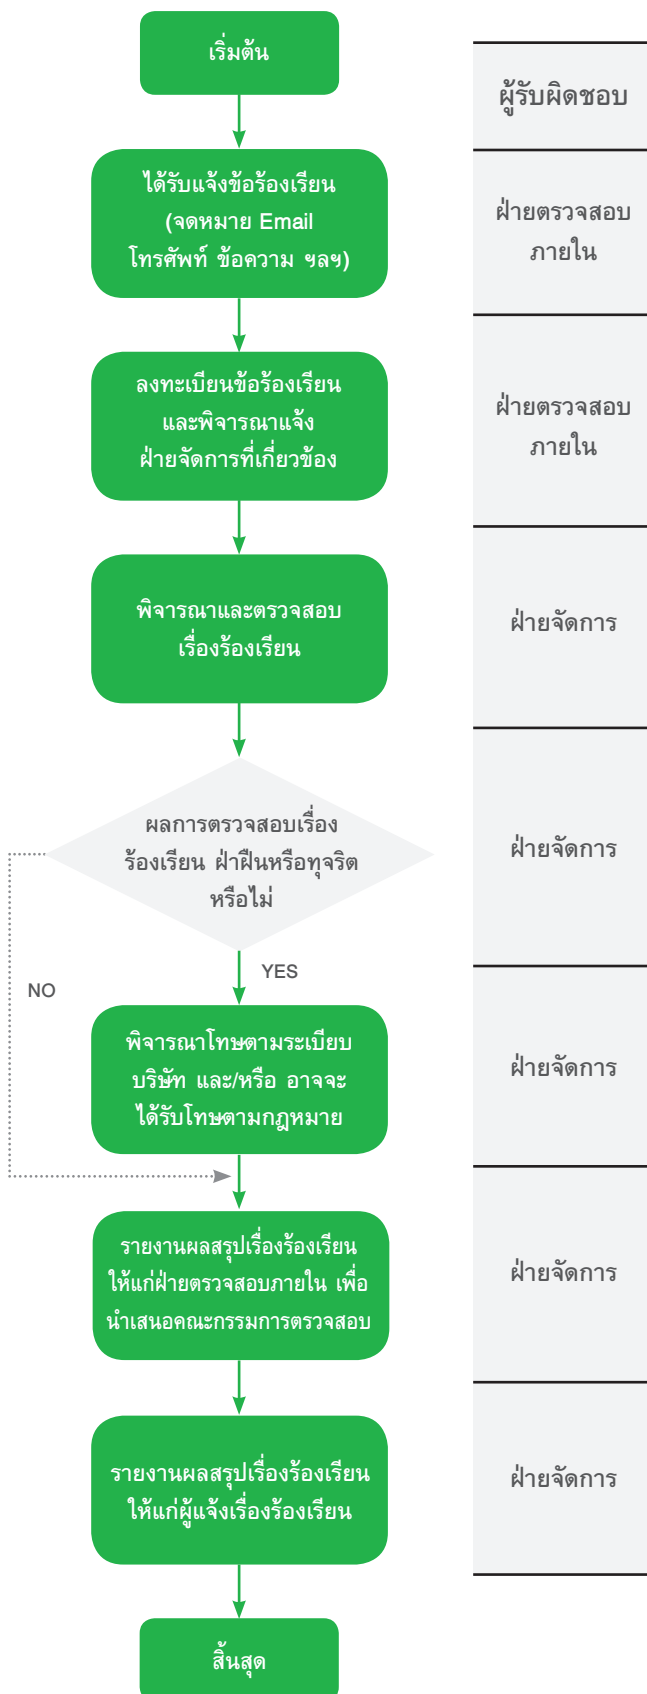 เริ่มต้น
ผู้รับผิดชอบ
ได้รับแจ้งข้อร้องเรียน
(จดหมาย Email
โทรศัพท์ ข้อความ ฯลฯ)
ฝ่ายตรวจสอบ
ภายใน
ลงทะเบียนข้อร้องเรียน
และพิจารณาแจ้ง
ฝ่ายจัดการที่เกี่ยวข้อง
ฝ่ายตรวจสอบ
ภายใน
พิจารณาและตรวจสอบ
เรื่องร้องเรียน
ฝ่ายจัดการ
ผลการตรวจสอบเรื่อง
ร้องเรียน ฝ่าฝืนหรือทุจริต
หรือไม่
ฝ่ายจัดการ
YES
NO
พิจารณาโทษตามระเบียบ
บริษัท และ/หรือ อาจจะ
ได้รับโทษตามกฎหมาย
ฝ่ายจัดการ
รายงานผลสรุปเรื่องร้องเรียน
ให้แก่ฝ่ายตรวจสอบภายใน เพื่อ
นำเสนอคณะกรรมการตรวจสอบ
ฝ่ายจัดการ
รายงานผลสรุปเรื่องร้องเรียน
ให้แก่ผู้แจ้งเรื่องร้องเรียน
ฝ่ายจัดการ
สิ้นสุด